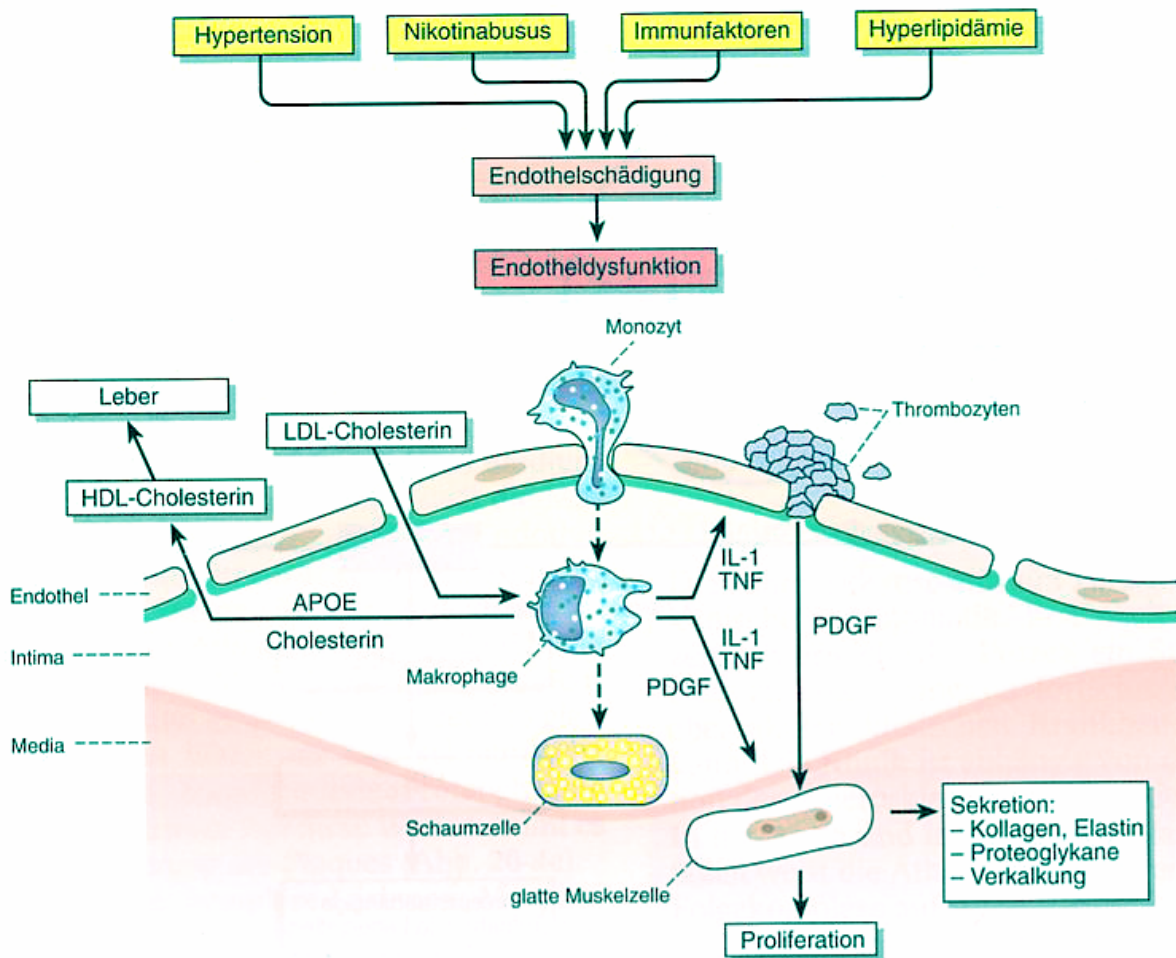 Hypertension
Nikotinabusus
Immunfaktoren
Hyperlipidämie
Endothelschädigung
Endotheldysfunktion
Monozyt
Leber
LDL-Cholesterin
Thrombozyten
HDL-Cholesterin
IL-1
TNF
Endothel
APOE
Cholesterin
PDGF
IL-1
TNF
Intima
Makrophage
PDGF
Media
Schaumzelle
Sekretion:
– Kollagen, Elastin
– Proteoglykane
– Verkalkung
glatte Muskelzelle
Proliferation